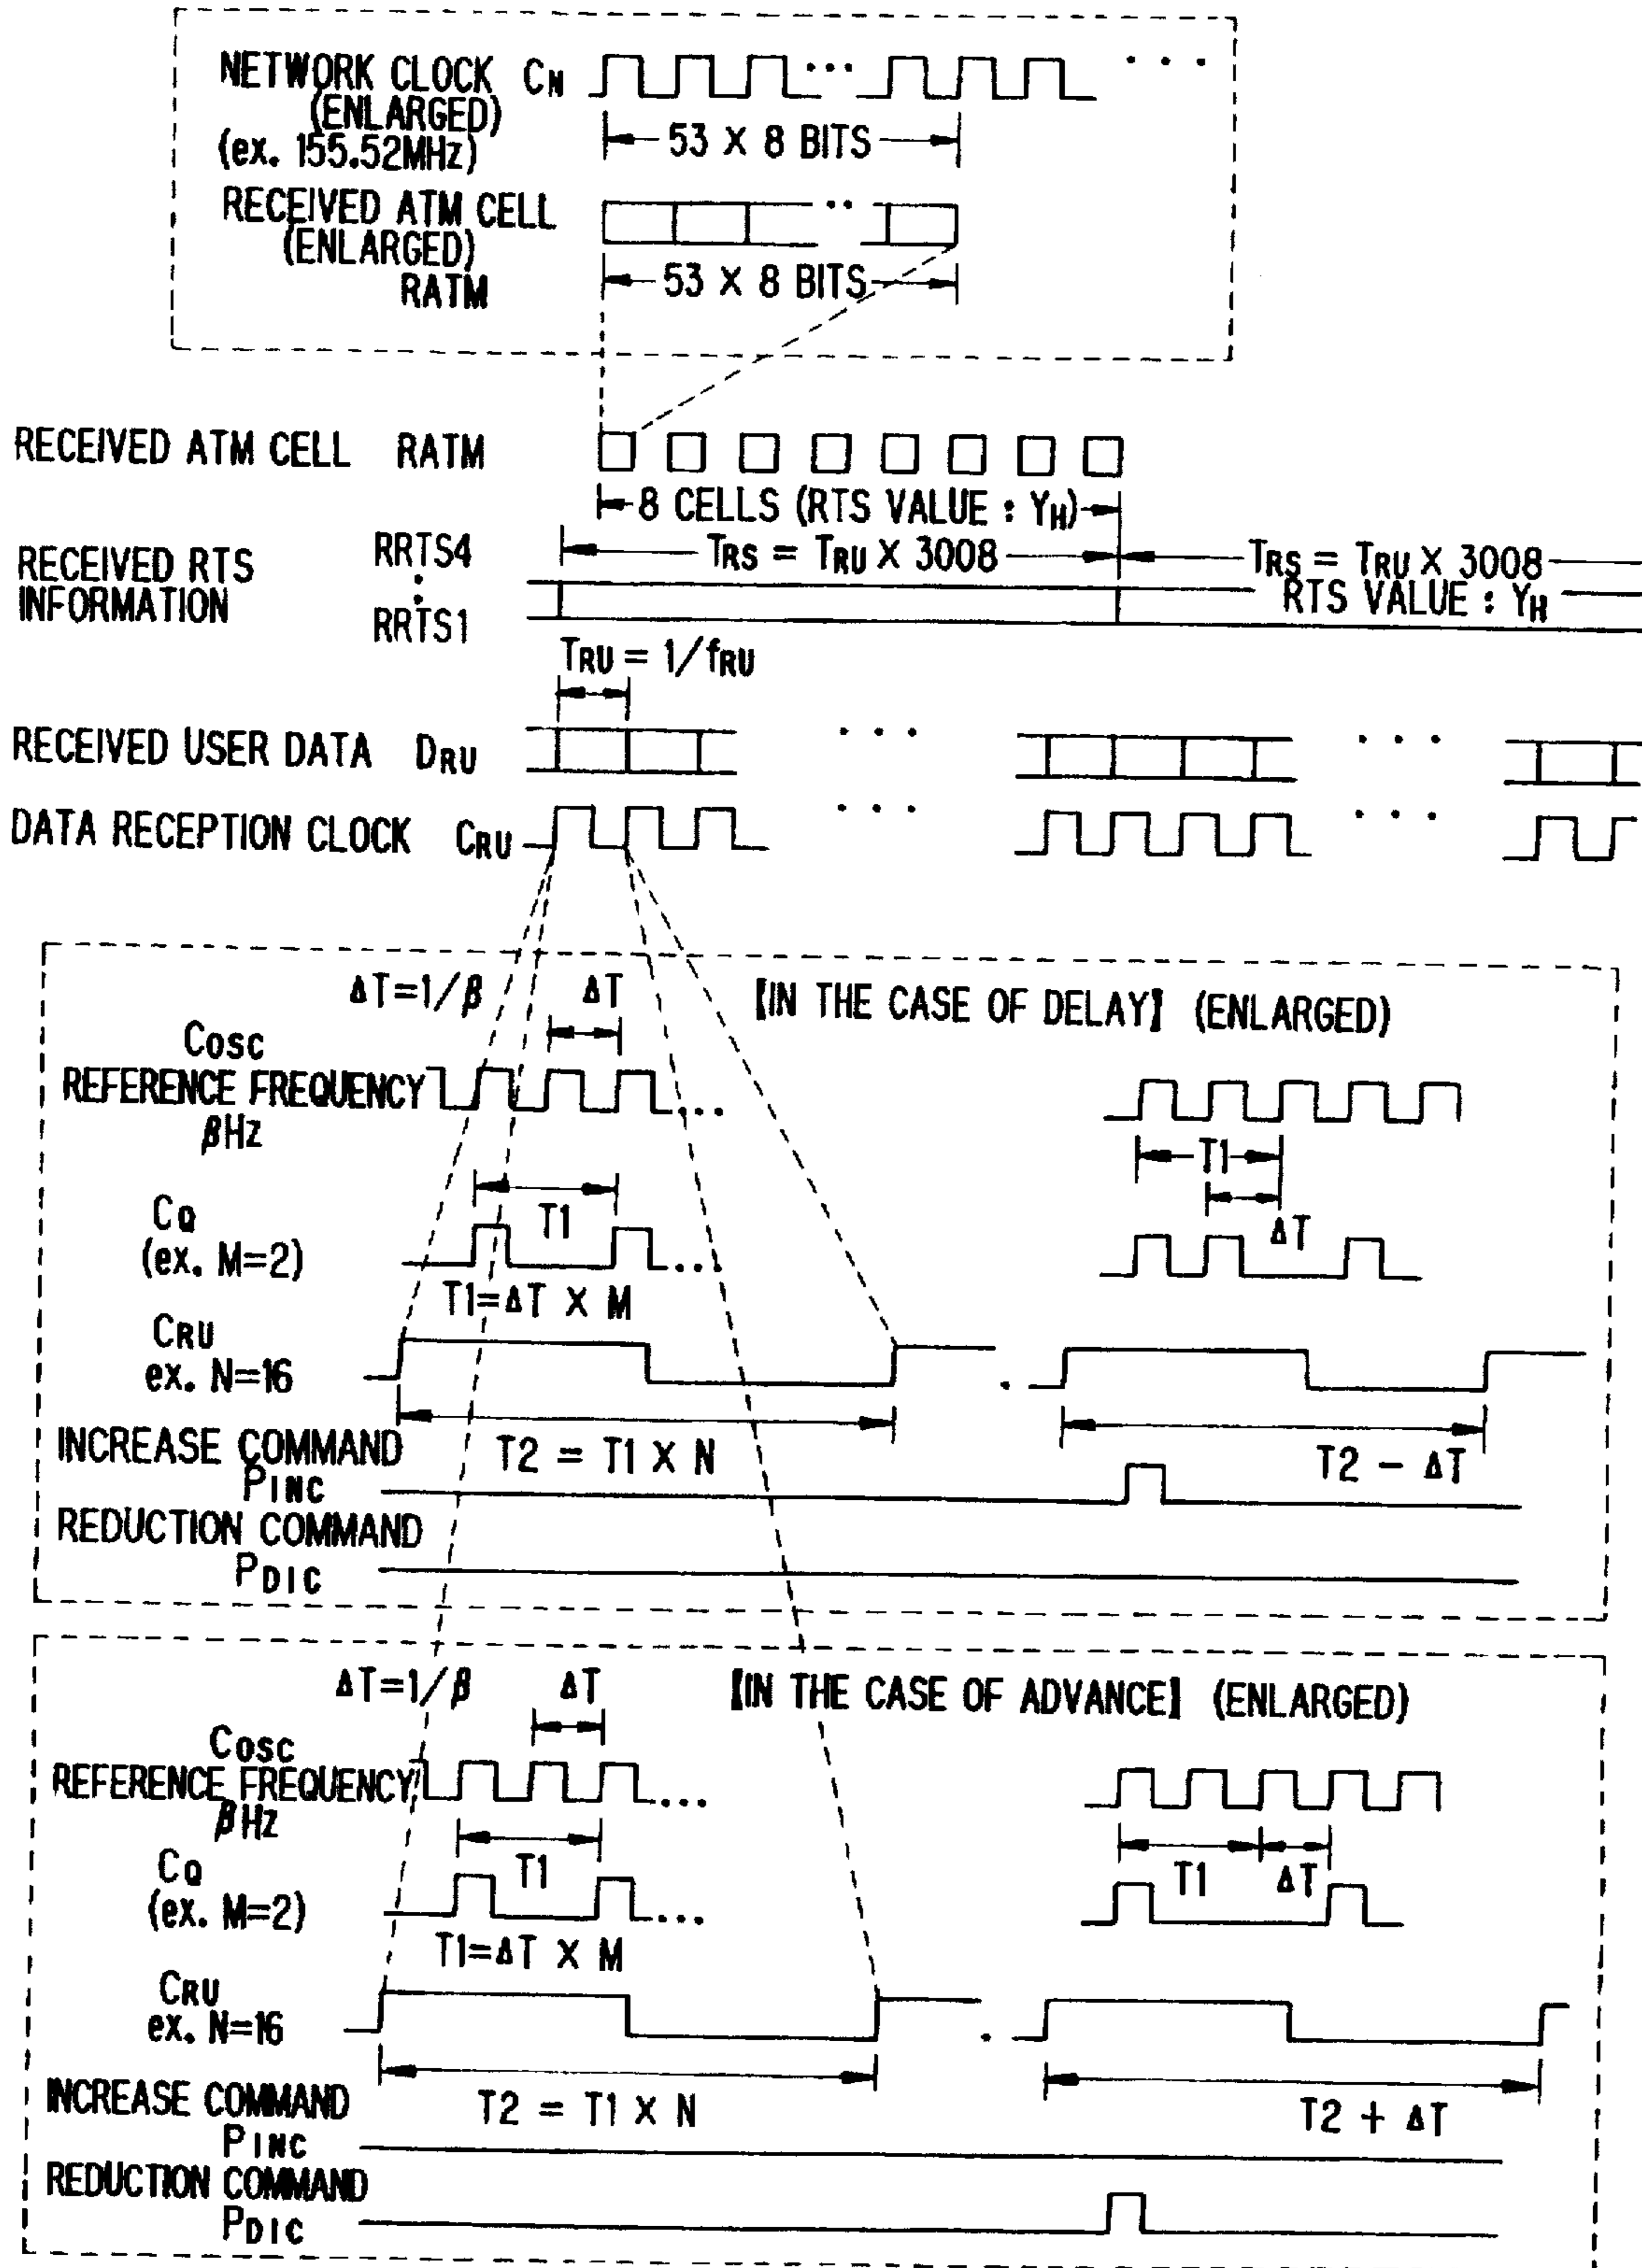 NETWORK CLOCK CN
(ENLARGED)
(ex. 155.52MHz)
53 X 8 BITS
RECEIVED ATM CELL
(ENLARGED)
RATM
53 X 8 BITS
RECEIVED ATM CELL RATM
8 CELLS (RTS VALUE : YH)
RECEIVED RTS INFORMATION
RRTS4
:
RRTS1
TRS = TRU X 3008
TRS = TRU X 3008
RTS VALUE : YH
TRU = 1/fRU
RECEIVED USER DATA DRU
DATA RECEPTION CLOCK CRU
ΔT=1/β
ΔT
[IN THE CASE OF DELAY] (ENLARGED)
COSC
REFERENCE FREQUENCY
βHz
T1
ΔT
CQ
(ex. M=2)
T1
T1=ΔT X M
CRU
ex. N=16
T2 = T1 X N
T2 - ΔT
INCREASE COMMAND
PINC
REDUCTION COMMAND
PDIC
ΔT=1/β
ΔT
[IN THE CASE OF ADVANCE] (ENLARGED)
COSC
REFERENCE FREQUENCY
βHz
T1
T1
ΔT
CQ
(ex. M=2)
T1=ΔT X M
CRU
ex. N=16
T2 = T1 X N
T2 + ΔT
INCREASE COMMAND
PINC
REDUCTION COMMAND
PDIC